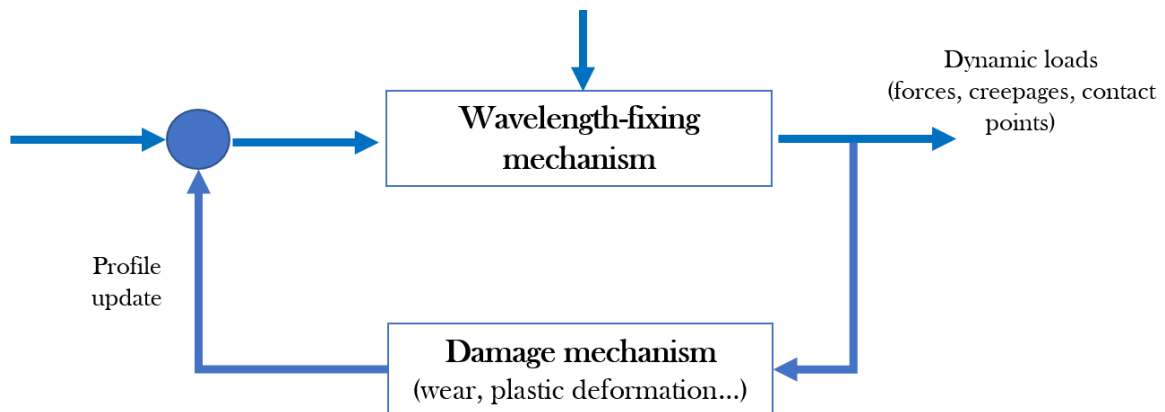 Dynamic loads
(forces, creepages, contact
points)
Wavelength-fixing
mechanism
Profile
update
Damage mechanism
(wear, plastic deformation...)